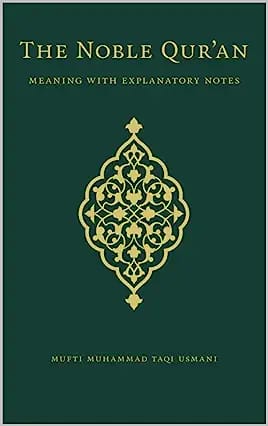 The Noble Qur'an
Meaning with Explanatory Notes
Mufti Muhammad Taqi Usmani